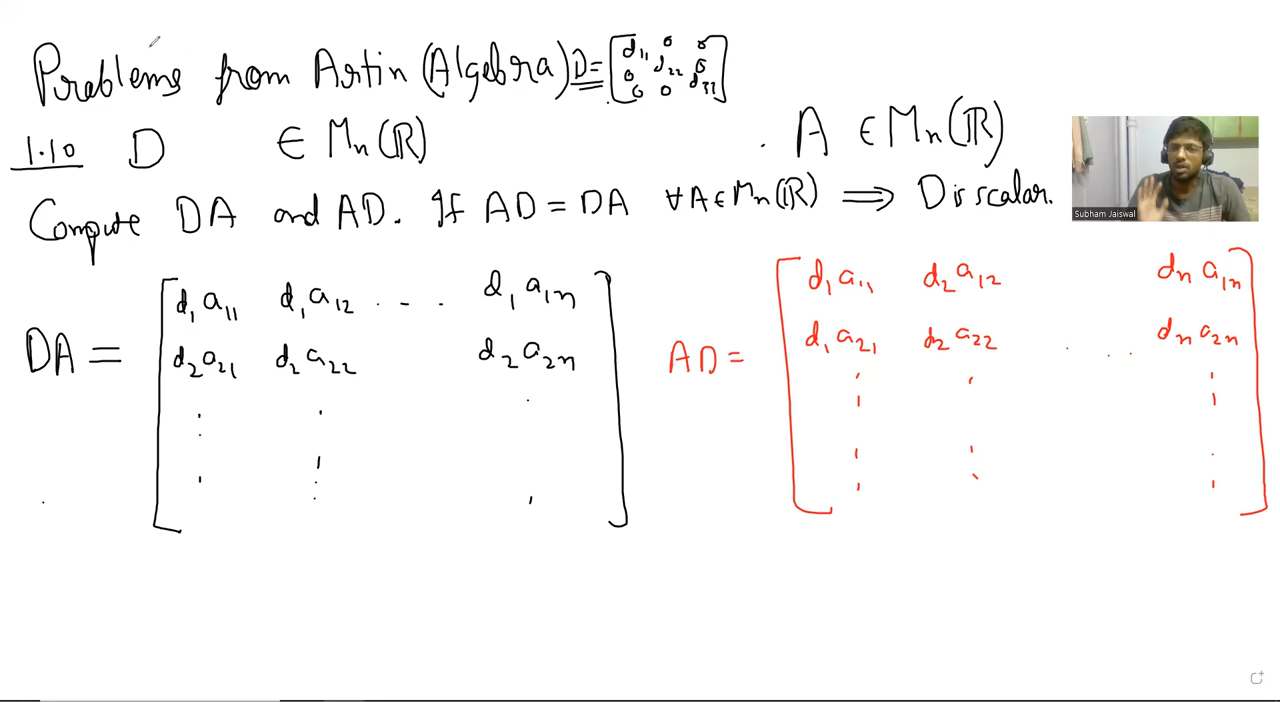 Problems from Artin (Algebra) D = [d11 0 0
0 d22 0
0 0 d33]
1.10 D ∈ Mn(ℝ) . A ∈ Mn(ℝ)
Compute DA and AD. If AD = DA ∀A∈Mn(ℝ) ⟹ D is scalar.
Subham Jaiswal
DA = [d1a11 d1a12 ... d1a1n
d2a21 d2a22 d2a2n]
AD = [d1a11 d2a12 dna1n
d1a21 d2a22 ... dna2n]